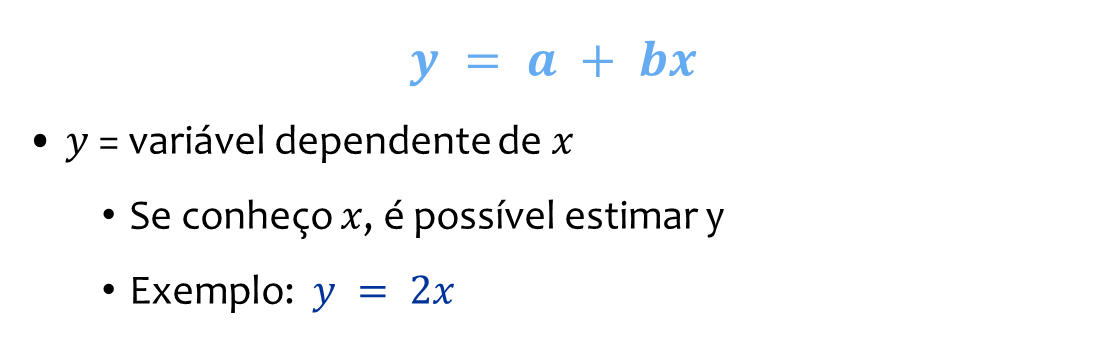 y = a + bx
• y = variável dependente de x
• Se conheço x, é possível estimar y
• Exemplo: y = 2x